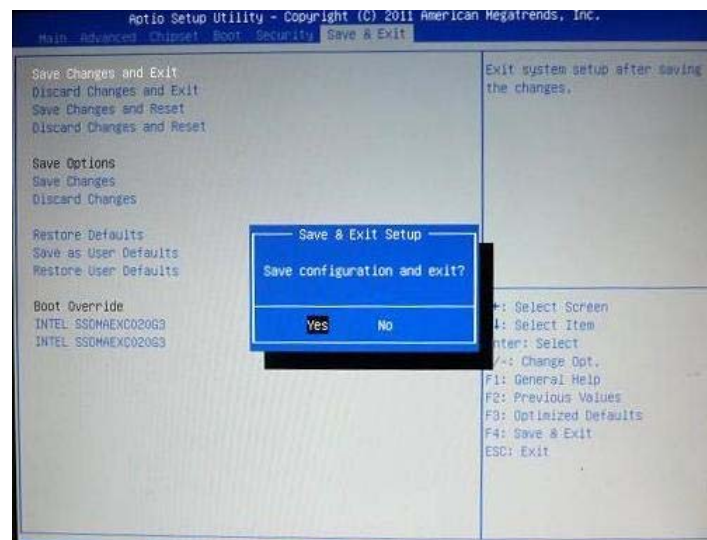 Aptio Setup Utility - Copyright (C) 2011 American Megatrends, Inc.
Main Advanced Chipset Boot Security Save & Exit
Save Changes and Exit
Discard Changes and Exit
Save Changes and Reset
Discard Changes and Reset
Save Options
Save Changes
Discard Changes
Restore Defaults
Save as User Defaults
Restore User Defaults
Boot Override
INTEL SSDMAEXC020G3
INTEL SSDMAEXC020G3
Save & Exit Setup
Save configuration and exit?
Yes No
Exit system setup after saving
the changes.
: Select Screen
: Select Item
nter: Select
/-: Change Opt.
F1: General Help
F2: Previous Values
F3: Optimized Defaults
F4: Save & Exit
ESC: Exit